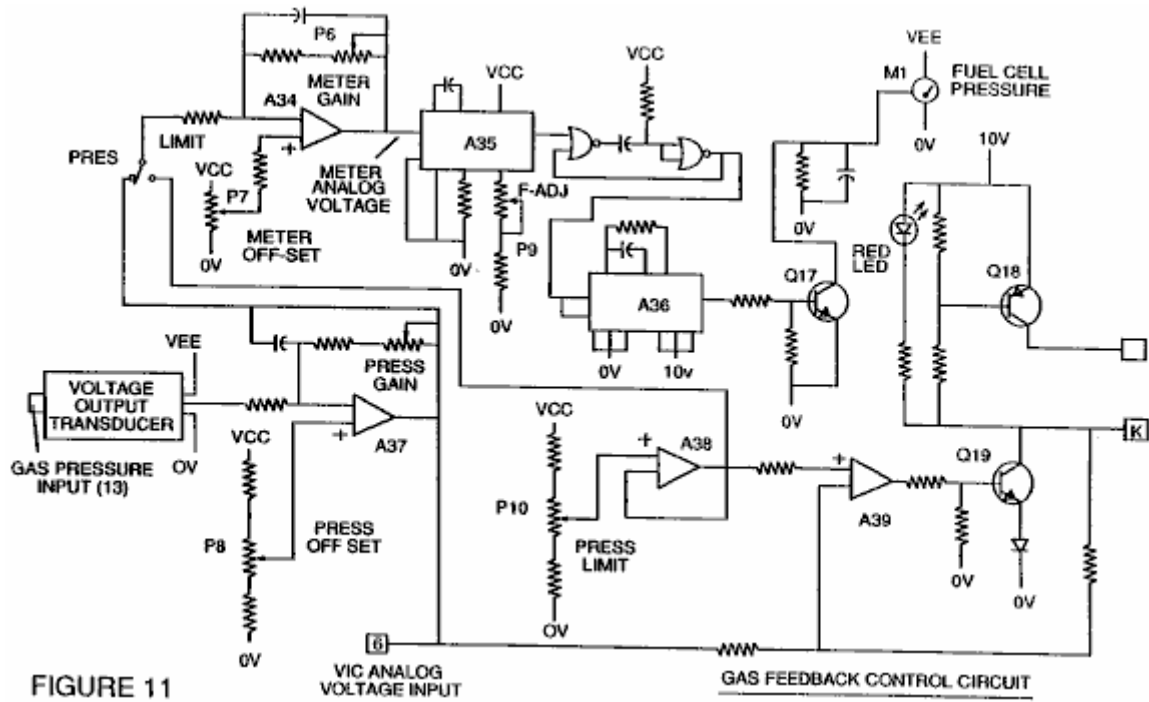 P6
METER
GAIN
A34
LIMIT
PRES
+
VCC
P7
0V
METER
OFF-SET
METER
ANALOG
VOLTAGE
VCC
A35
F-ADJ
P9
0V
0V
VCC
A36
0V
10v
VEE
M1
FUEL CELL
PRESSURE
0V
10V
0V
RED
LED
Q17
Q18
0V
VEE
VOLTAGE
OUTPUT
TRANSDUCER
OV
GAS PRESSURE
INPUT (13)
PRESS
GAIN
+
A37
VCC
P8
PRESS
OFF SET
0V
VCC
P10
PRESS
LIMIT
OV
+
A38
+
A39
Q19
0V
0V
K
6
VIC ANALOG
VOLTAGE INPUT
GAS FEEDBACK CONTROL CIRCUIT
FIGURE 11